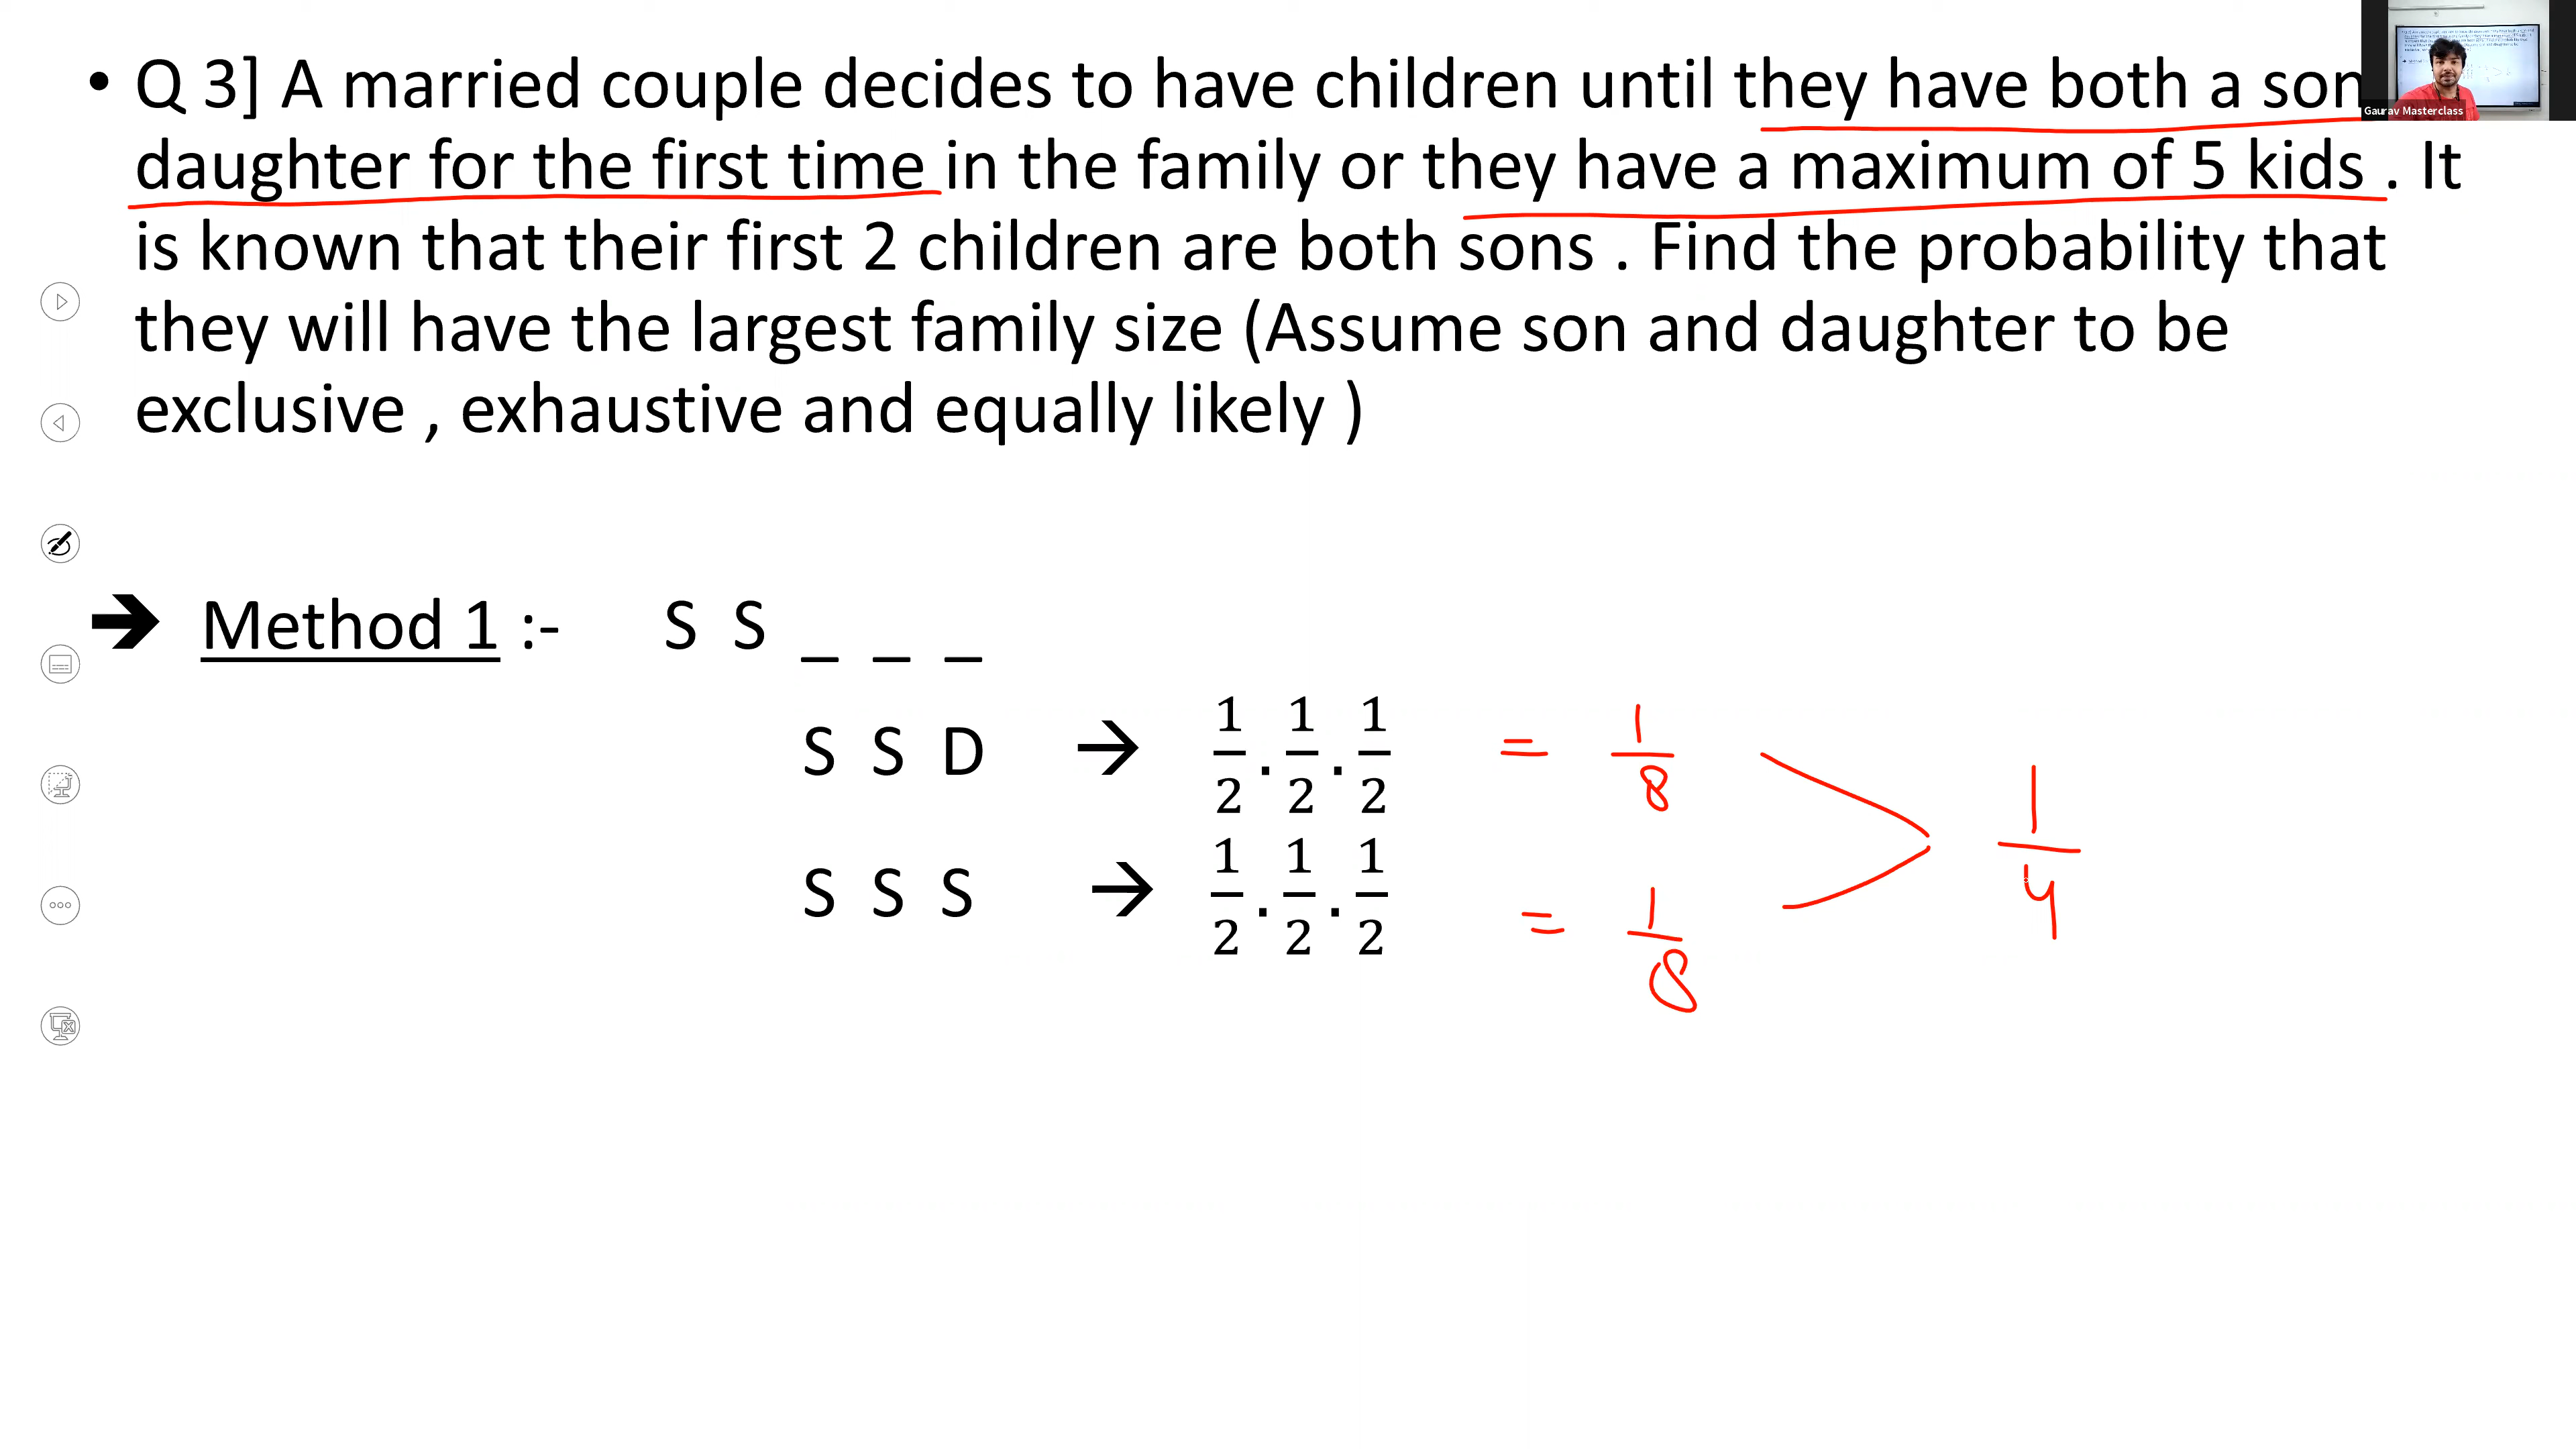 • Q 3] A married couple decides to have children until they have both a son
daughter for the first time in the family or they have a maximum of 5 kids . It
is known that their first 2 children are both sons . Find the probability that
they will have the largest family size (Assume son and daughter to be
exclusive , exhaustive and equally likely )
Gaurav Masterclass
➔ Method 1 :- S S _ _ _
S S D → 1/2 . 1/2 . 1/2 = 1/8
S S S → 1/2 . 1/2 . 1/2 = 1/8
1/4